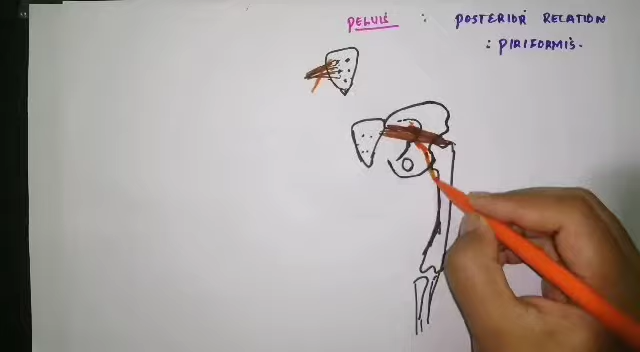 PELVIS : POSTERIOR RELATION
: PIRIFORMIS.